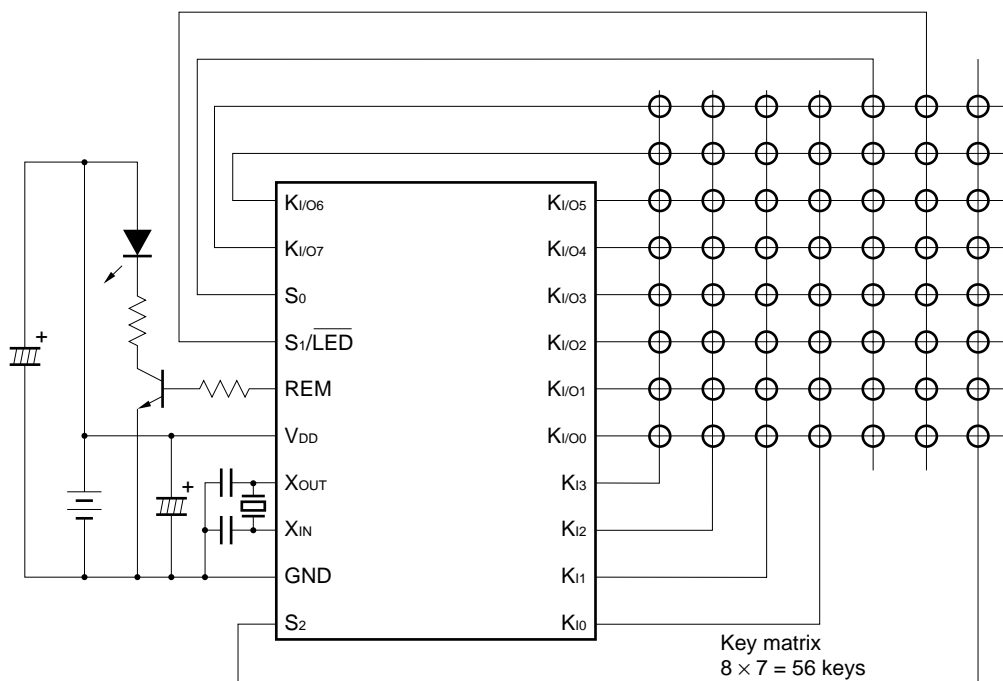 +
+
+
KI/O6
KI/O7
S0
S1/LED
REM
VDD
XOUT
XIN
GND
S2
KI/O5
KI/O4
KI/O3
KI/O2
KI/O1
KI/O0
KI3
KI2
KI1
KI0
Key matrix
8 × 7 = 56 keys